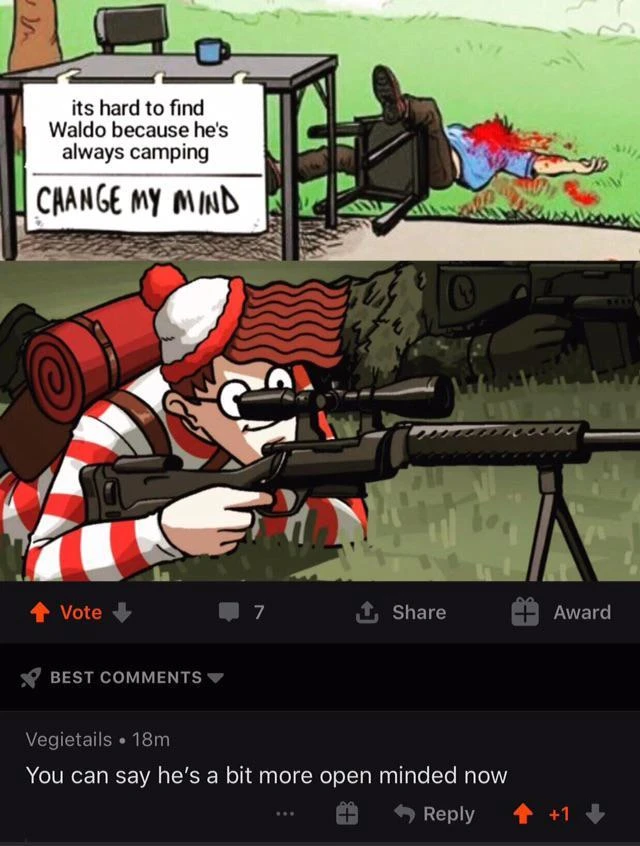 its hard to find
Waldo because he's
always camping
CHANGE MY MIND
Vote 7 Share Award
BEST COMMENTS
Vegietails • 18m
You can say he's a bit more open minded now
... Reply +1